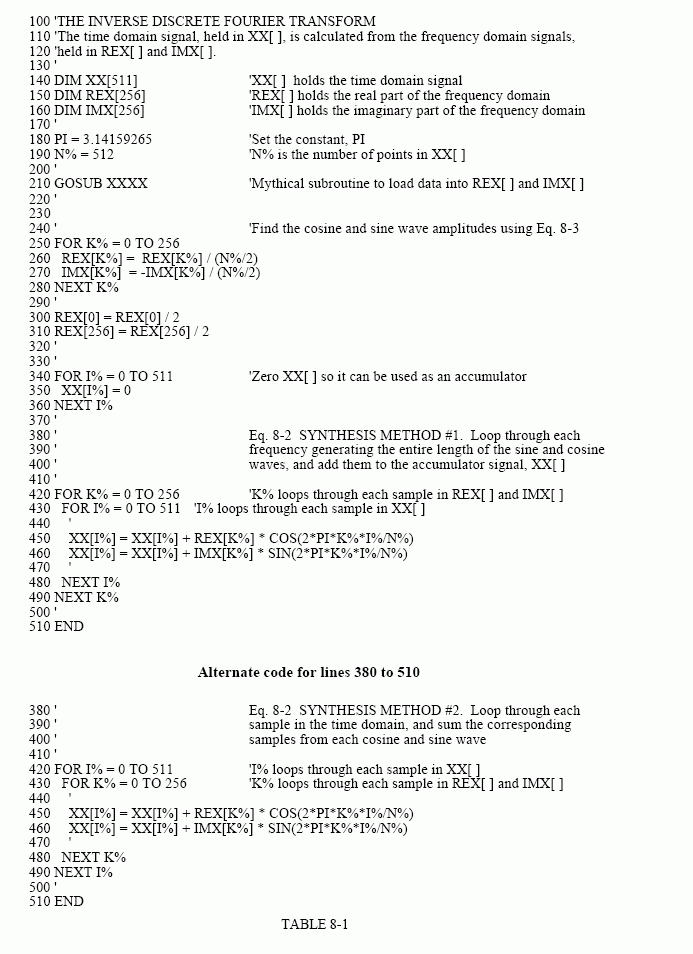 100 'THE INVERSE DISCRETE FOURIER TRANSFORM
110 'The time domain signal, held in XX[ ], is calculated from the frequency domain signals,
120 'held in REX[ ] and IMX[ ].
130 '
140 DIM XX[511] 'XX[ ] holds the time domain signal
150 DIM REX[256] 'REX[ ] holds the real part of the frequency domain
160 DIM IMX[256] 'IMX[ ] holds the imaginary part of the frequency domain
170 '
180 PI = 3.14159265 'Set the constant, PI
190 N% = 512 'N% is the number of points in XX[ ]
200 '
210 GOSUB XXXX 'Mythical subroutine to load data into REX[ ] and IMX[ ]
220 '
230
240 ' 'Find the cosine and sine wave amplitudes using Eq. 8-3
250 FOR K% = 0 TO 256
260 REX[K%] = REX[K%] / (N%/2)
270 IMX[K%] = -IMX[K%] / (N%/2)
280 NEXT K%
290 '
300 REX[0] = REX[0] / 2
310 REX[256] = REX[256] / 2
320 '
330 '
340 FOR I% = 0 TO 511 'Zero XX[ ] so it can be used as an accumulator
350 XX[I%] = 0
360 NEXT I%
370 '
380 ' Eq. 8-2 SYNTHESIS METHOD #1. Loop through each
390 ' frequency generating the entire length of the sine and cosine
400 ' waves, and add them to the accumulator signal, XX[ ]
410 '
420 FOR K% = 0 TO 256 'K% loops through each sample in REX[ ] and IMX[ ]
430 FOR I% = 0 TO 511 'I% loops through each sample in XX[ ]
440 '
450 XX[I%] = XX[I%] + REX[K%] * COS(2*PI*K%*I%/N%)
460 XX[I%] = XX[I%] + IMX[K%] * SIN(2*PI*K%*I%/N%)
470 '
480 NEXT I%
490 NEXT K%
500 '
510 END
Alternate code for lines 380 to 510
380 ' Eq. 8-2 SYNTHESIS METHOD #2. Loop through each
390 ' sample in the time domain, and sum the corresponding
400 ' samples from each cosine and sine wave
410 '
420 FOR I% = 0 TO 511 'I% loops through each sample in XX[ ]
430 FOR K% = 0 TO 256 'K% loops through each sample in REX[ ] and IMX[ ]
440 '
450 XX[I%] = XX[I%] + REX[K%] * COS(2*PI*K%*I%/N%)
460 XX[I%] = XX[I%] + IMX[K%] * SIN(2*PI*K%*I%/N%)
470 '
480 NEXT K%
490 NEXT I%
500 '
510 END
TABLE 8-1